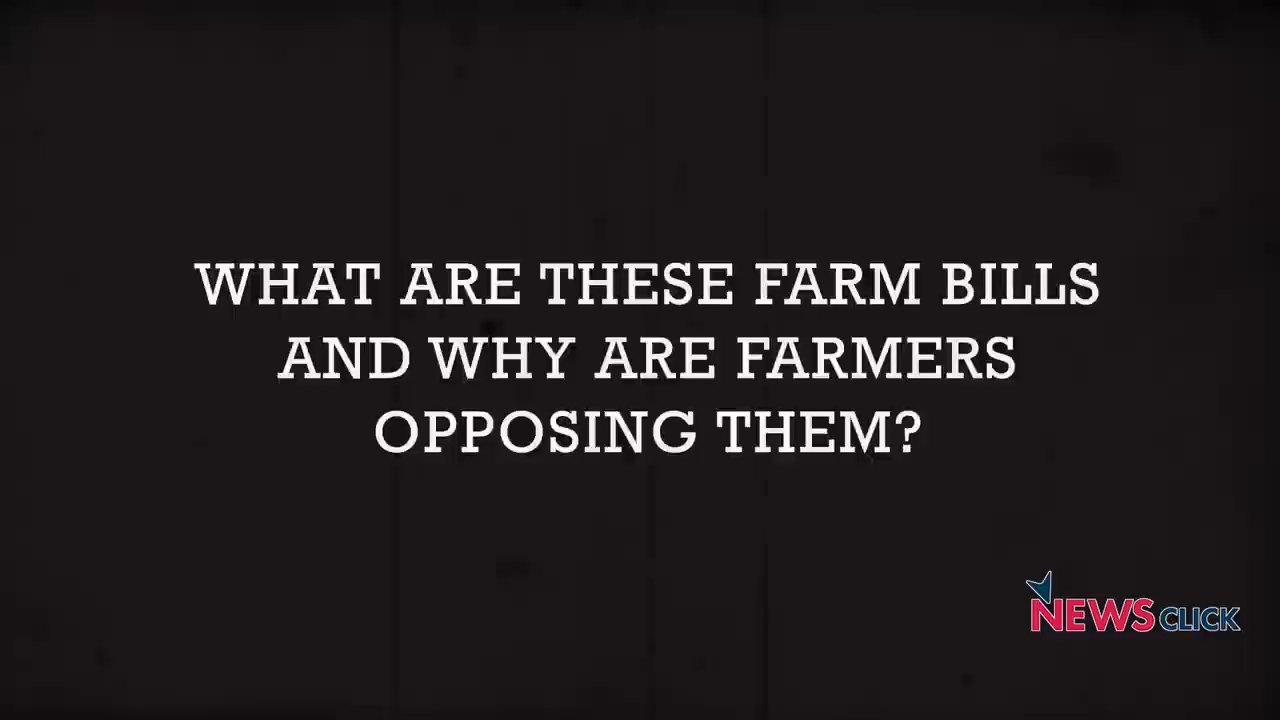 WHAT ARE THESE FARM BILLS
AND WHY ARE FARMERS
OPPOSING THEM?
NEWSCLICK